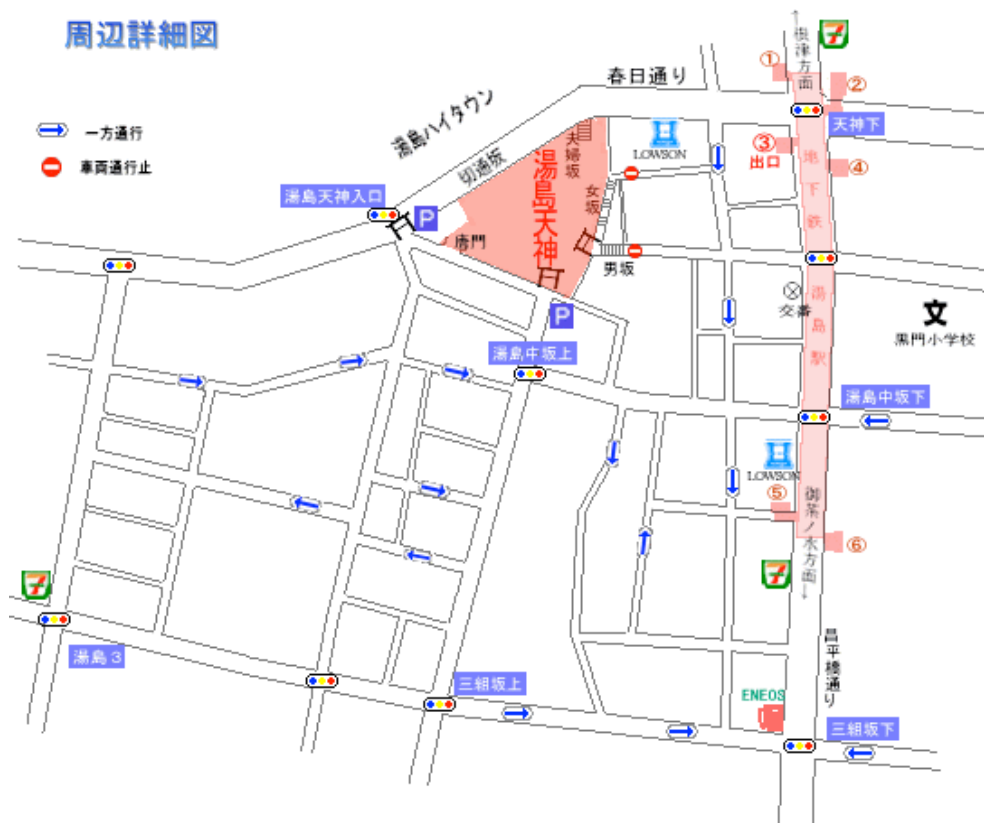 周辺詳細図
一方通行
車両通行止
根津方面
7
①
②
春日通り
湯島ハイタウン
天神下
③
出口
④
地下鉄
LOWSON
夫婦坂
切通坂
湯島天神
女坂
湯島天神入口
P
唐門
男坂
P
湯島駅
交番
文
黒門小学校
湯島中坂上
湯島中坂下
LOWSON
⑤
御茶ノ水方面
⑥
7
7
昌平橋通り
湯島3
三組坂上
ENEOS
三組坂下